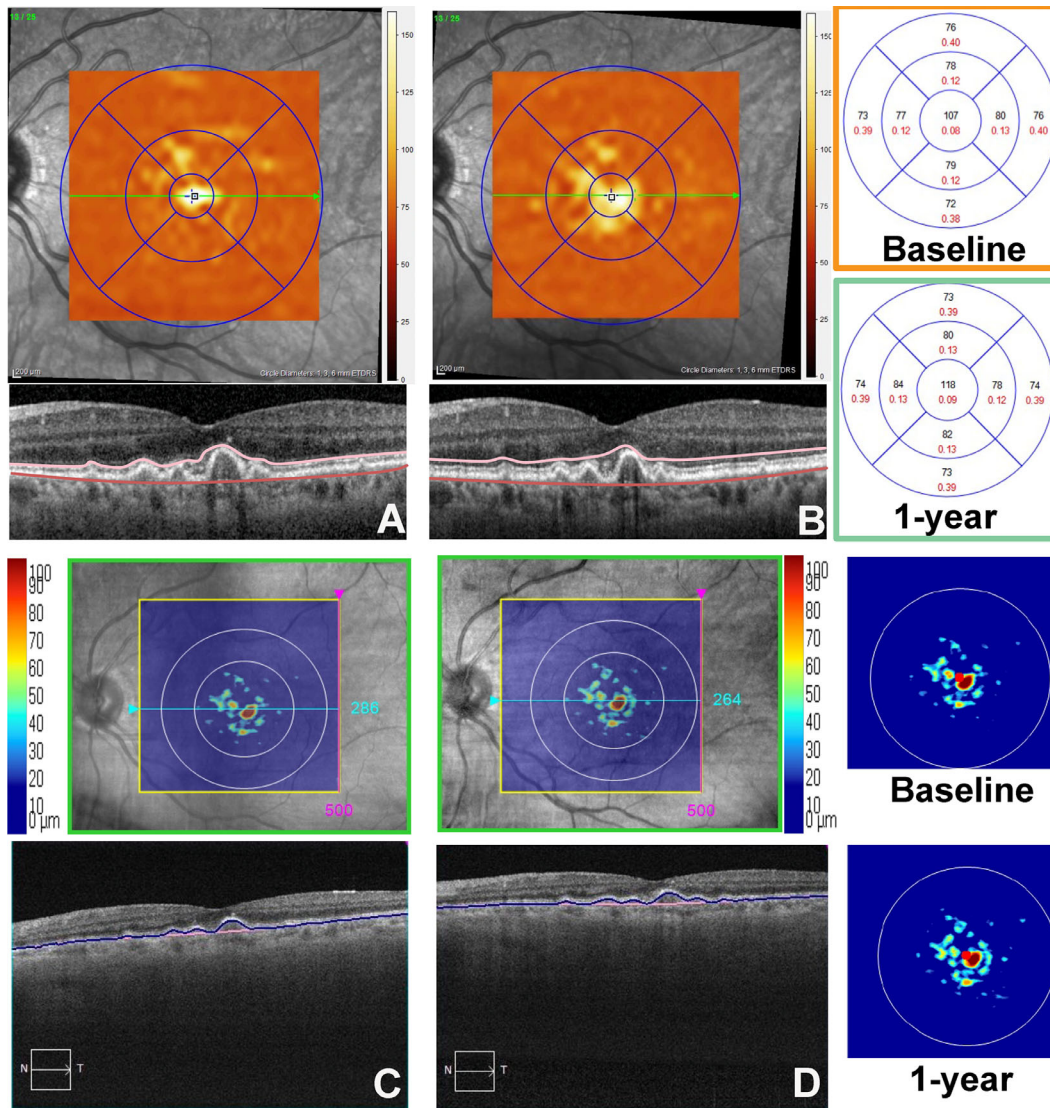 13 / 25
150
125
100
75
50
25
0
200 µm
Circle Diameters: 1, 3, 6 mm ETDRS
13 / 25
150
125
100
75
50
25
0
200 µm
Circle Diameters: 1, 3, 6 mm ETDRS
76
0.40
78
0.12
73 77 107 80 76
0.39 0.12 0.08 0.13 0.40
79
0.12
72
0.38
Baseline
73
0.39
80
0.13
74 84 118 78 74
0.39 0.13 0.09 0.12 0.39
82
0.13
73
0.39
1-year
A
B
100
90
80
70
60
50
40
30
20
10
0 µm
286
500
264
500
100
90
80
70
60
50
40
30
20
10
0 µm
Baseline
N T
C
N T
D
1-year